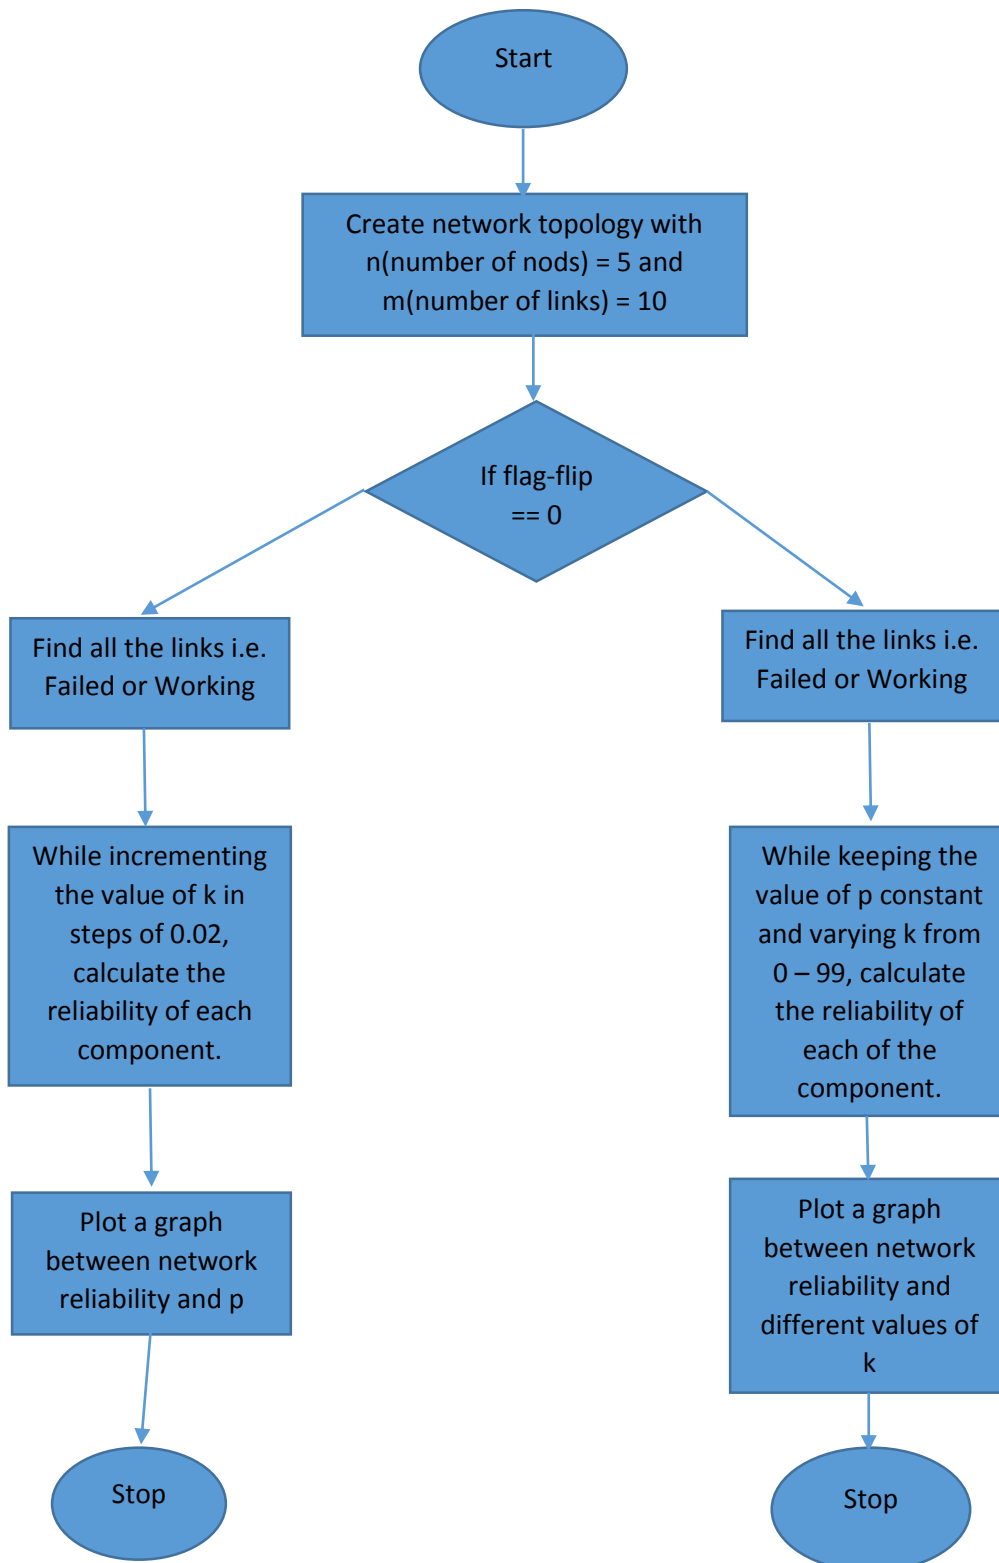 Start
Create network topology with
n(number of nods) = 5 and
m(number of links) = 10
If flag-flip
== 0
Find all the links i.e.
Failed or Working
While incrementing
the value of k in
steps of 0.02,
calculate the
reliability of each
component.
Plot a graph
between network
reliability and p
Stop
Find all the links i.e.
Failed or Working
While keeping the
value of p constant
and varying k from
0 – 99, calculate
the reliability of
each of the
component.
Plot a graph
between network
reliability and
different values of
k
Stop